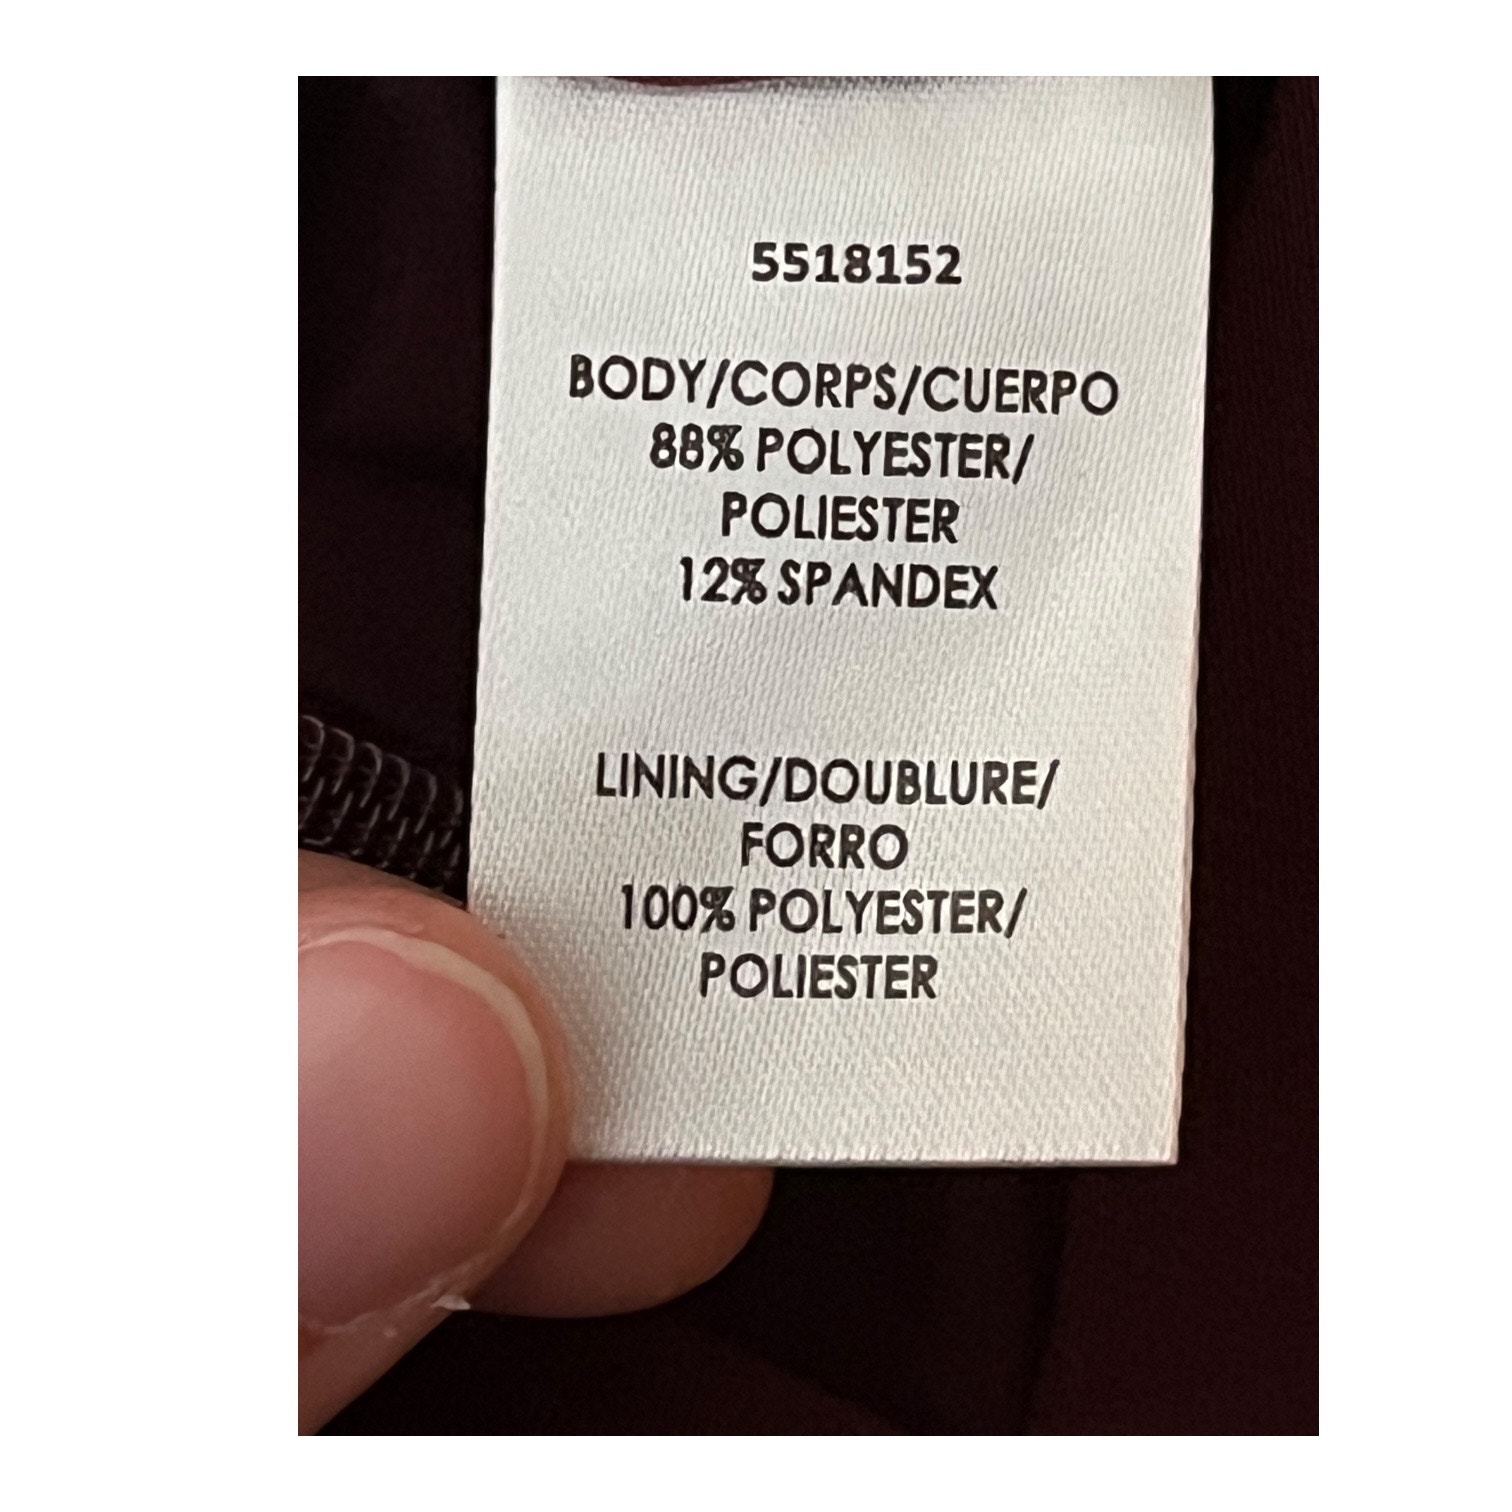 5518152
BODY/CORPS/CUERPO
88% POLYESTER/
POLIESTER
12% SPANDEX
LINING/DOUBLURE/
FORRO
100% POLYESTER/
POLIESTER